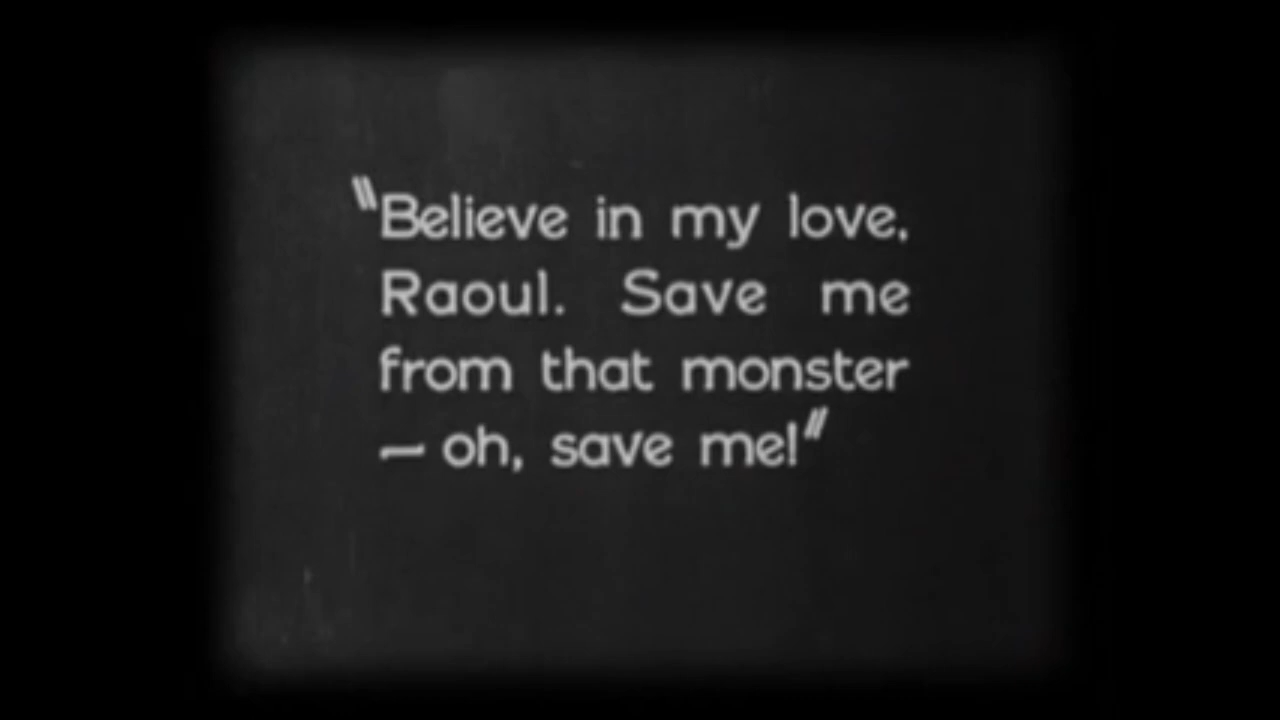 "Believe in my love,
Raoul. Save me
from that monster
— oh, save me!"